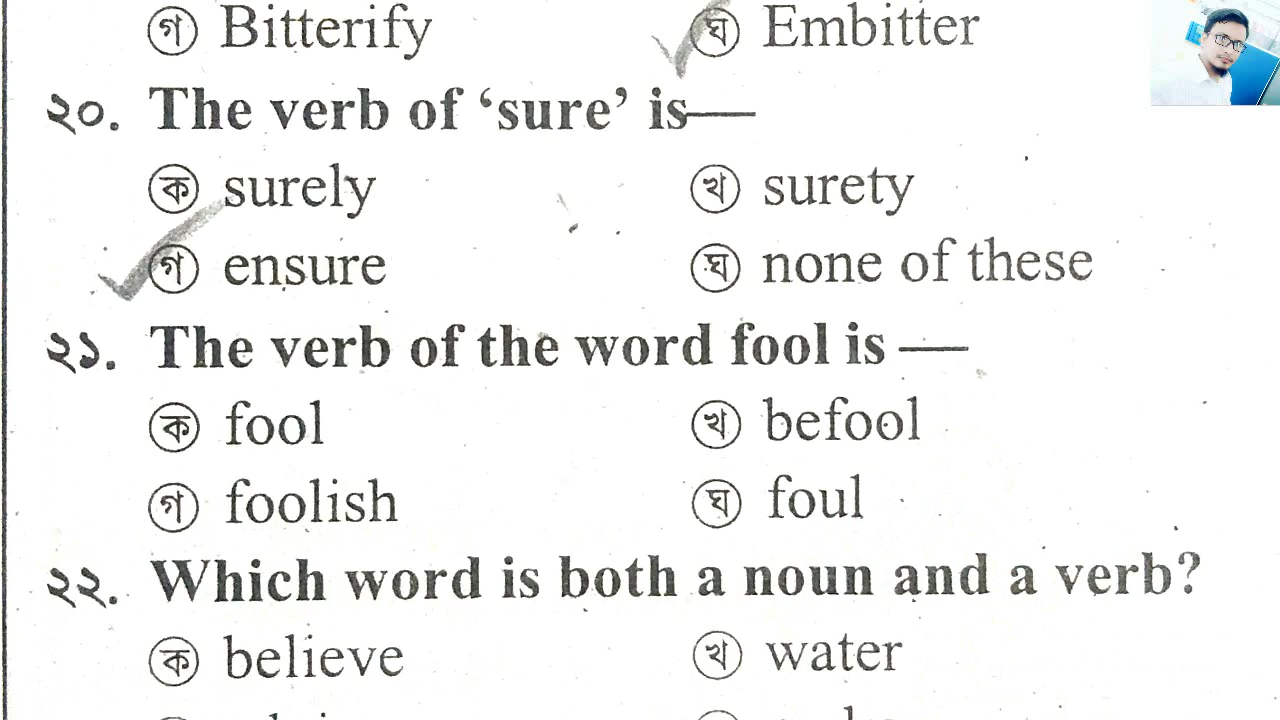 গ Bitterify ঘ Embitter
২০. The verb of ‘sure’ is—
ক surely খ surety
গ ensure ঘ none of these
২১. The verb of the word fool is —
ক fool খ befool
গ foolish ঘ foul
২২. Which word is both a noun and a verb?
ক believe খ water